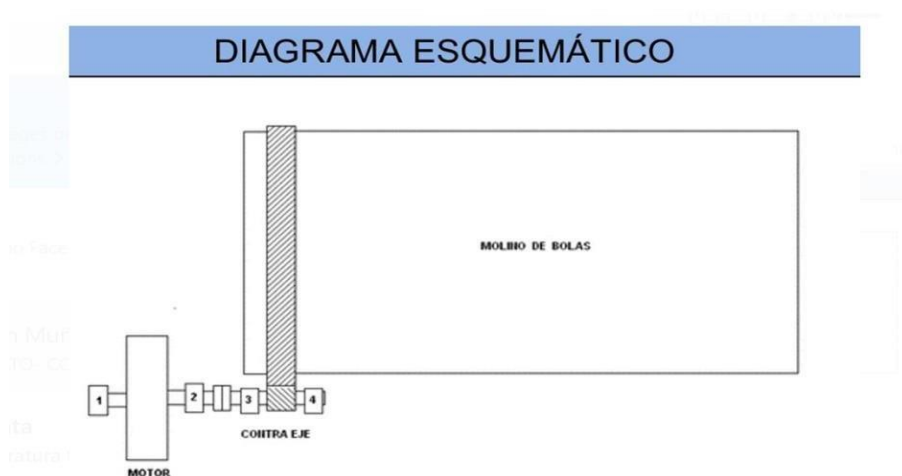 DIAGRAMA ESQUEMÁTICO
MOLINO DE BOLAS
1
2
3
4
CONTRA EJE
MOTOR